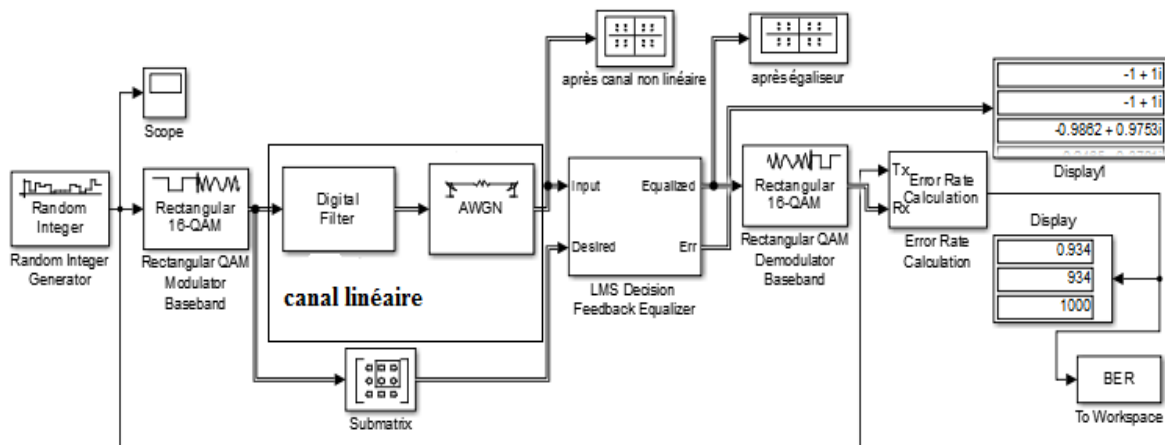 après canal non linéaire
après égaliseur
-1 + 1i
-1 + 1i
-0.9862 + 0.9753i
Display1
Scope
Random
Integer
Random Integer
Generator
Rectangular
16-QAM
Rectangular QAM
Modulator
Baseband
Digital
Filter
AWGN
canal linéaire
Input
Desired
Equalized
Err
LMS Decision
Feedback Equalizer
Rectangular
16-QAM
Rectangular QAM
Demodulator
Baseband
Tx
Rx
Error Rate
Calculation
Error Rate
Calculation
Display
0.934
934
1000
Submatrix
BER
To Workspace